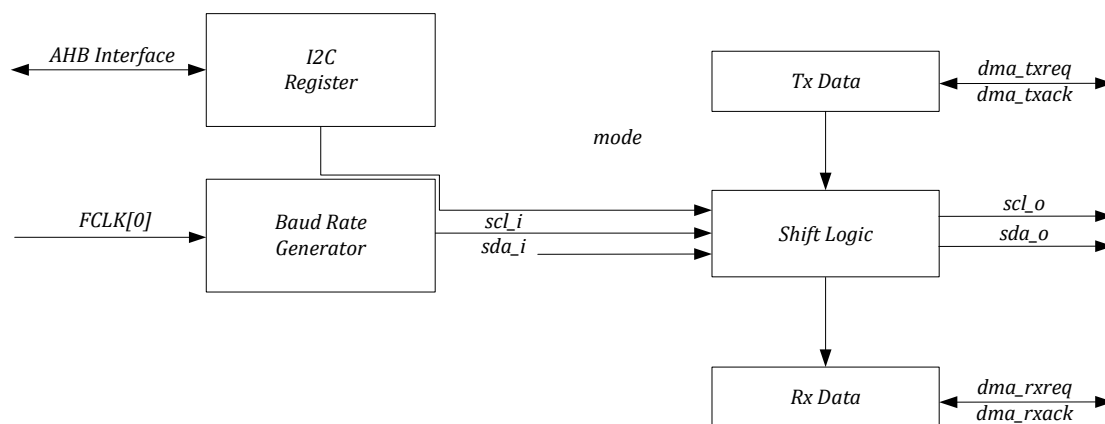 AHB Interface
I2C
Register
Tx Data
dma_txreq
dma_txack
mode
FCLK[0]
Baud Rate
Generator
scl_i
sda_i
Shift Logic
scl_o
sda_o
Rx Data
dma_rxreq
dma_rxack